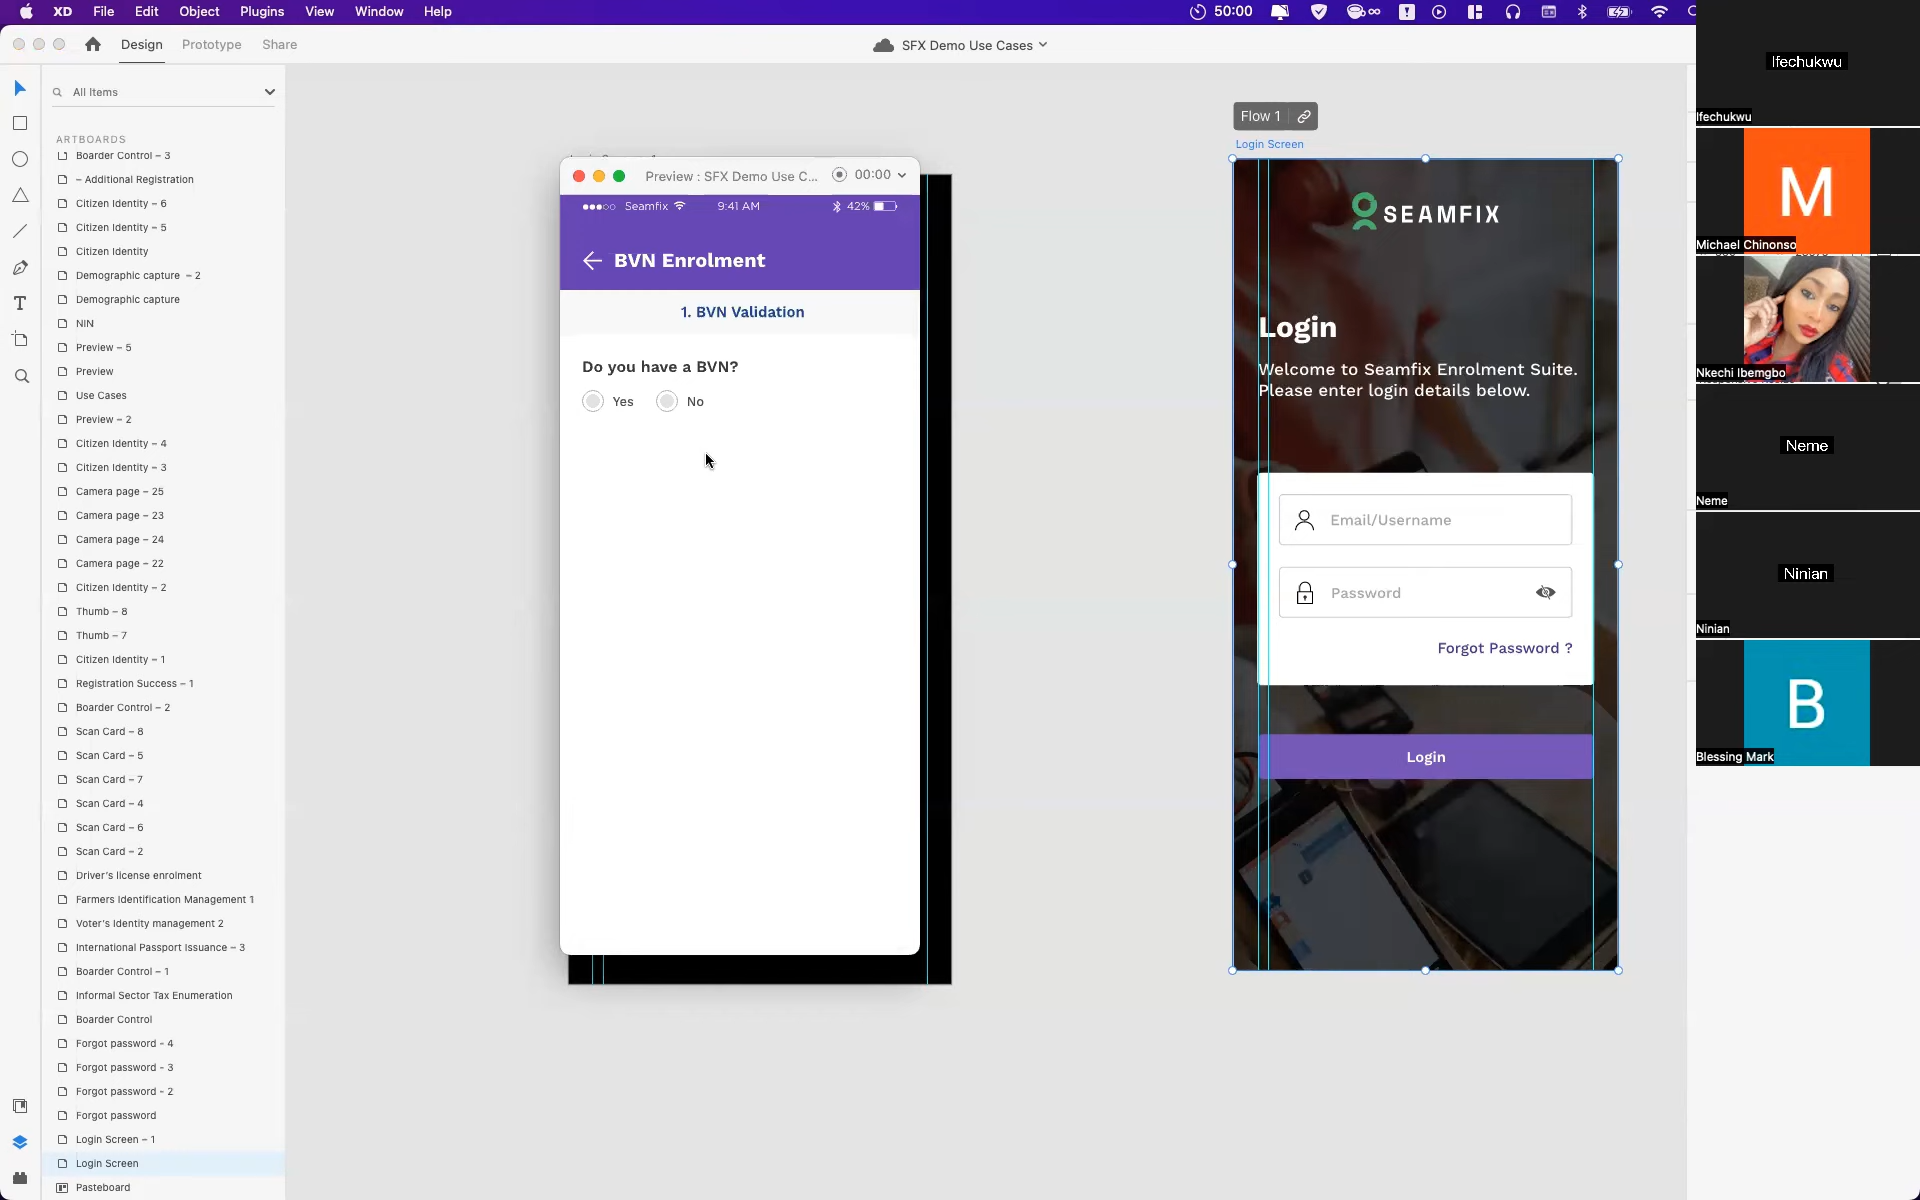 XD File Edit Object Plugins View Window Help
50:00
Design Prototype Share
SFX Demo Use Cases
All Items
ARTBOARDS
Boarder Control – 3
– Additional Registration
Citizen Identity – 6
Citizen Identity – 5
Citizen Identity
Demographic capture – 2
Demographic capture
NIN
Preview – 5
Preview
Use Cases
Preview – 2
Citizen Identity – 4
Citizen Identity – 3
Camera page – 25
Camera page – 23
Camera page – 24
Camera page – 22
Citizen Identity – 2
Thumb – 8
Thumb – 7
Citizen Identity – 1
Registration Success – 1
Boarder Control – 2
Scan Card – 8
Scan Card – 5
Scan Card – 7
Scan Card – 4
Scan Card – 6
Scan Card – 2
Driver's license enrolment
Farmers Identification Management 1
Voter's Identity management 2
International Passport Issuance – 3
Boarder Control – 1
Informal Sector Tax Enumeration
Boarder Control
Forgot password - 4
Forgot password - 3
Forgot password - 2
Forgot password
Login Screen – 1
Login Screen
Pasteboard
Preview : SFX Demo Use C...
00:00
Seamfix
9:41 AM
42%
BVN Enrolment
1. BVN Validation
Do you have a BVN?
Yes
No
Flow 1
Login Screen
SEAMFIX
Login
Welcome to Seamfix Enrolment Suite.
Please enter login details below.
Email/Username
Password
Forgot Password ?
Login
Ifechukwu
Ifechukwu
M
Michael Chinonso
Nkechi Ibemgbo
Neme
Neme
Ninian
Ninian
B
Blessing Mark